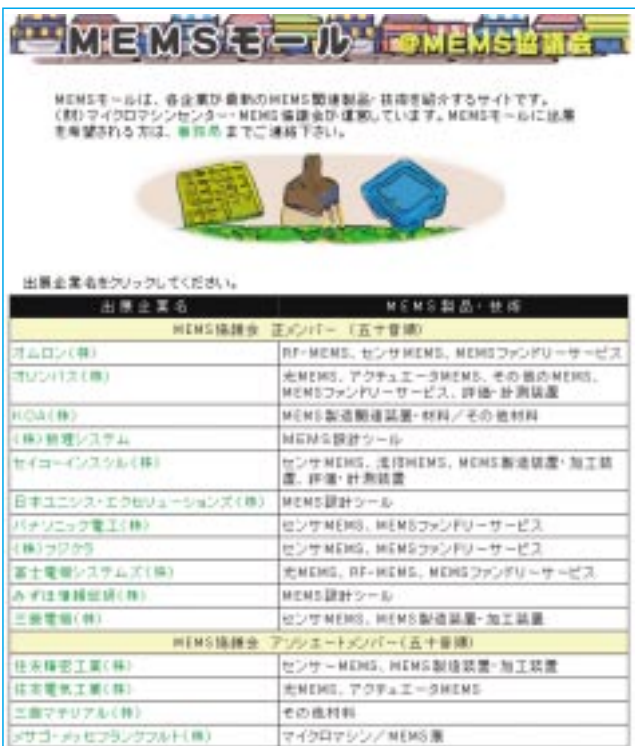 MEMSモール @MEMS協議会
MEMSモールは、各企業が最新のMEMS関連製品・技術を紹介するサイトです。
(財)マイクロマシンセンター・MEMS協議会が運営しています。MEMSモールに出展
を希望される方は、事務局までご連絡下さい。
出展企業名をクリックしてください。
出展企業名 MEMS製品・技術
MEMS協議会 正メンバー (五十音順)
オムロン(株) RF-MEMS、センサMEMS、MEMSファンドリーサービス
オリンパス(株) 光MEMS、アクチュエータMEMS、その他のMEMS、
MEMSファンドリーサービス、評価・計測装置
KOA(株) MEMS製造関連装置・材料/その他材料
(株)数理システム MEMS設計ツール
セイコーインスツル(株) センサMEMS、流体MEMS、MEMS製造装置・加工装
置、評価・計測装置
日本ユニシス・エクセリューションズ(株) MEMS設計ツール
パナソニック電工(株) センサMEMS、MEMSファンドリーサービス
(株)フジクラ センサMEMS、MEMSファンドリーサービス
富士電機システムズ(株) 光MEMS、RF-MEMS、MEMSファンドリーサービス
みずほ情報総研(株) MEMS設計ツール
三菱電機(株) センサMEMS、MEMS製造装置・加工装置
MEMS協議会 アソシエートメンバー(五十音順)
住友精密工業(株) センサーMEMS、MEMS製造装置・加工装置
住友電気工業(株) 光MEMS、アクチュエータMEMS
マテリアル(株) その他材料
メサゴ・メッセフランクフルト(株) マイクロマシン/MEMS展